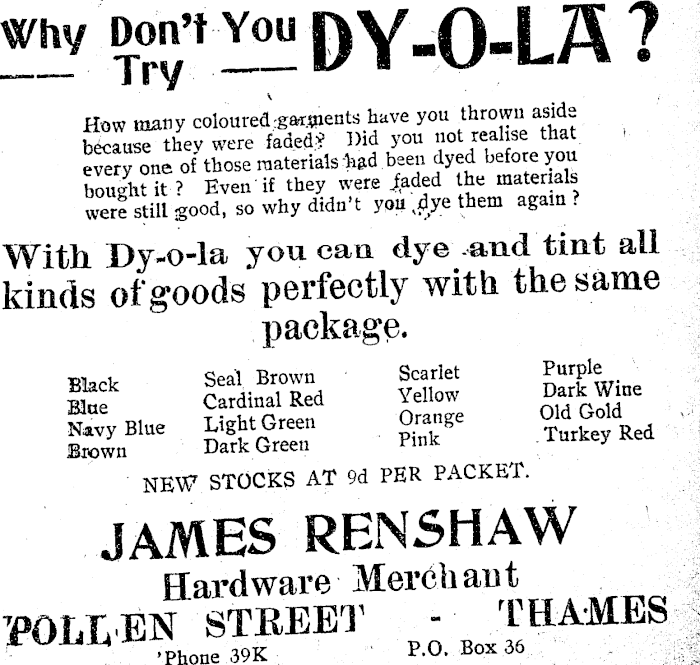 Why Don't You Try DY-O-LA?
How many coloured garments have you thrown aside
because they were faded? Did you not realise that
every one of those materials had been dyed before you
bought it? Even if they were faded the materials
were still good, so why didn't you dye them again?
With Dy-o-la you can dye and tint all
kinds of goods perfectly with the same
package.
Black Seal Brown Scarlet Purple
Blue Cardinal Red Yellow Dark Wine
Navy Blue Light Green Orange Old Gold
Brown Dark Green Pink Turkey Red
NEW STOCKS AT 9d PER PACKET.
JAMES RENSHAW
Hardware Merchant
POLLEN STREET - THAMES
'Phone 39K P.O. Box 36